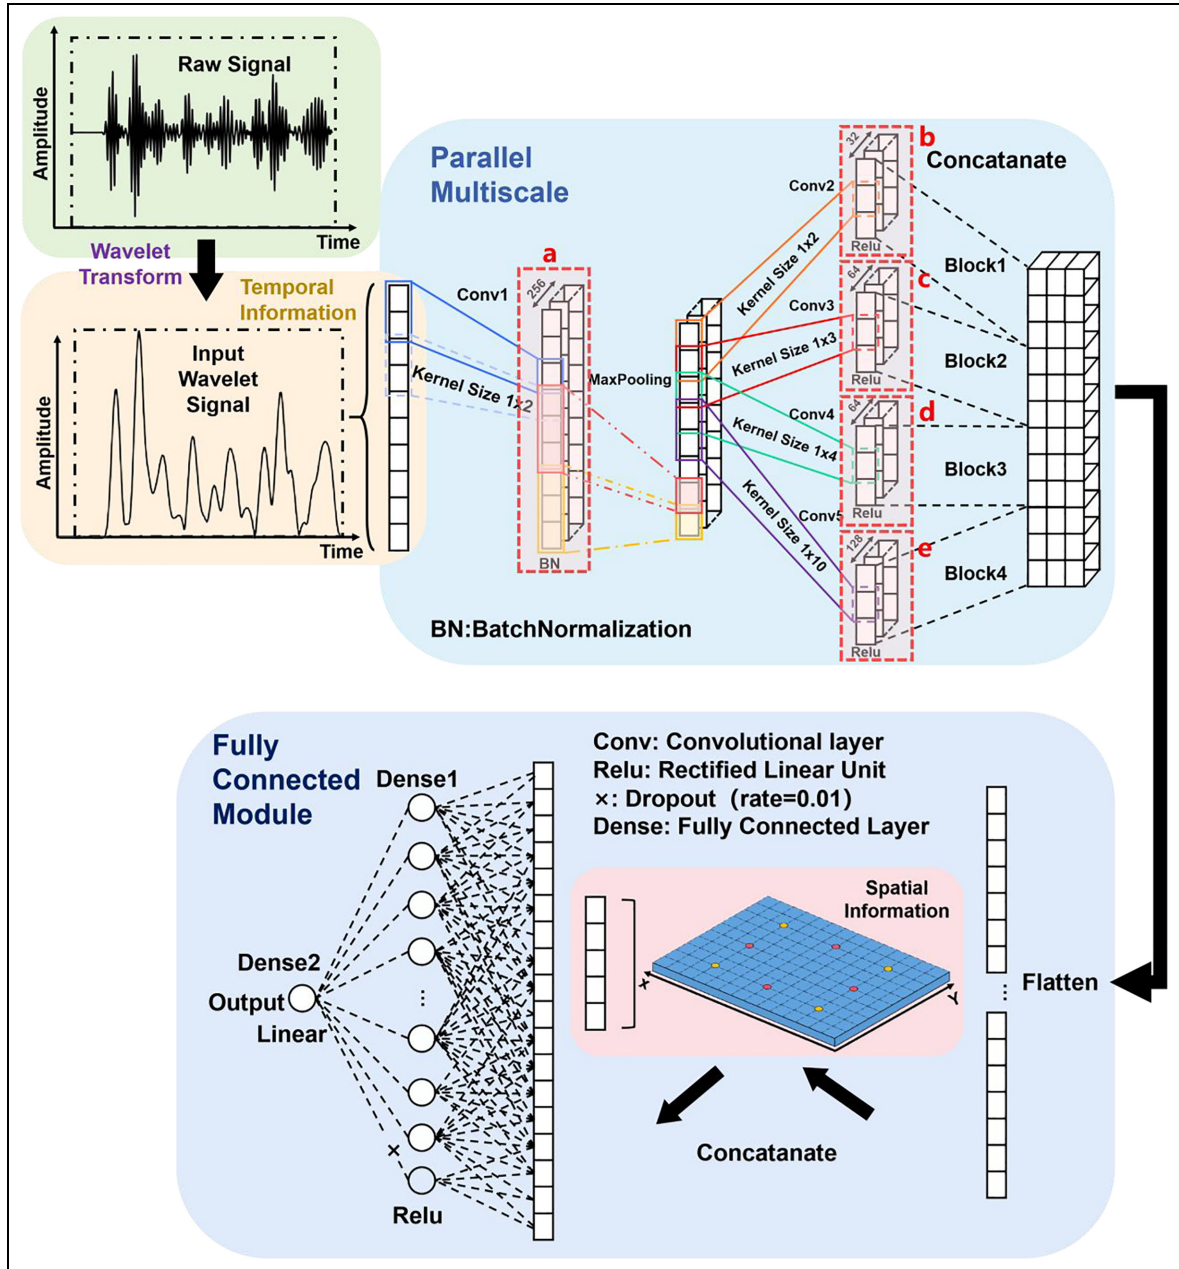 Raw Signal
Amplitude
Time
Wavelet
Transform
Temporal
Information
Input
Wavelet
Signal
Amplitude
Time
Parallel
Multiscale
a
Conv1
256
Kernel Size 1x2
BN
MaxPooling
BN:BatchNormalization
b
Concatanate
Conv2
32
Kernel Size 1x2
Relu
Block1
c
Conv3
64
Kernel Size 1x3
Relu
Block2
d
Conv4
64
Kernel Size 1x4
Relu
Block3
e
Conv5
128
Kernel Size 1x10
Relu
Block4
Fully
Connected
Module
Conv: Convolutional layer
Relu: Rectified Linear Unit
×: Dropout (rate=0.01)
Dense: Fully Connected Layer
Dense1
...
Dense2
Output
Linear
×
Relu
Spatial
Information
X
Y
Flatten
...
Concatanate